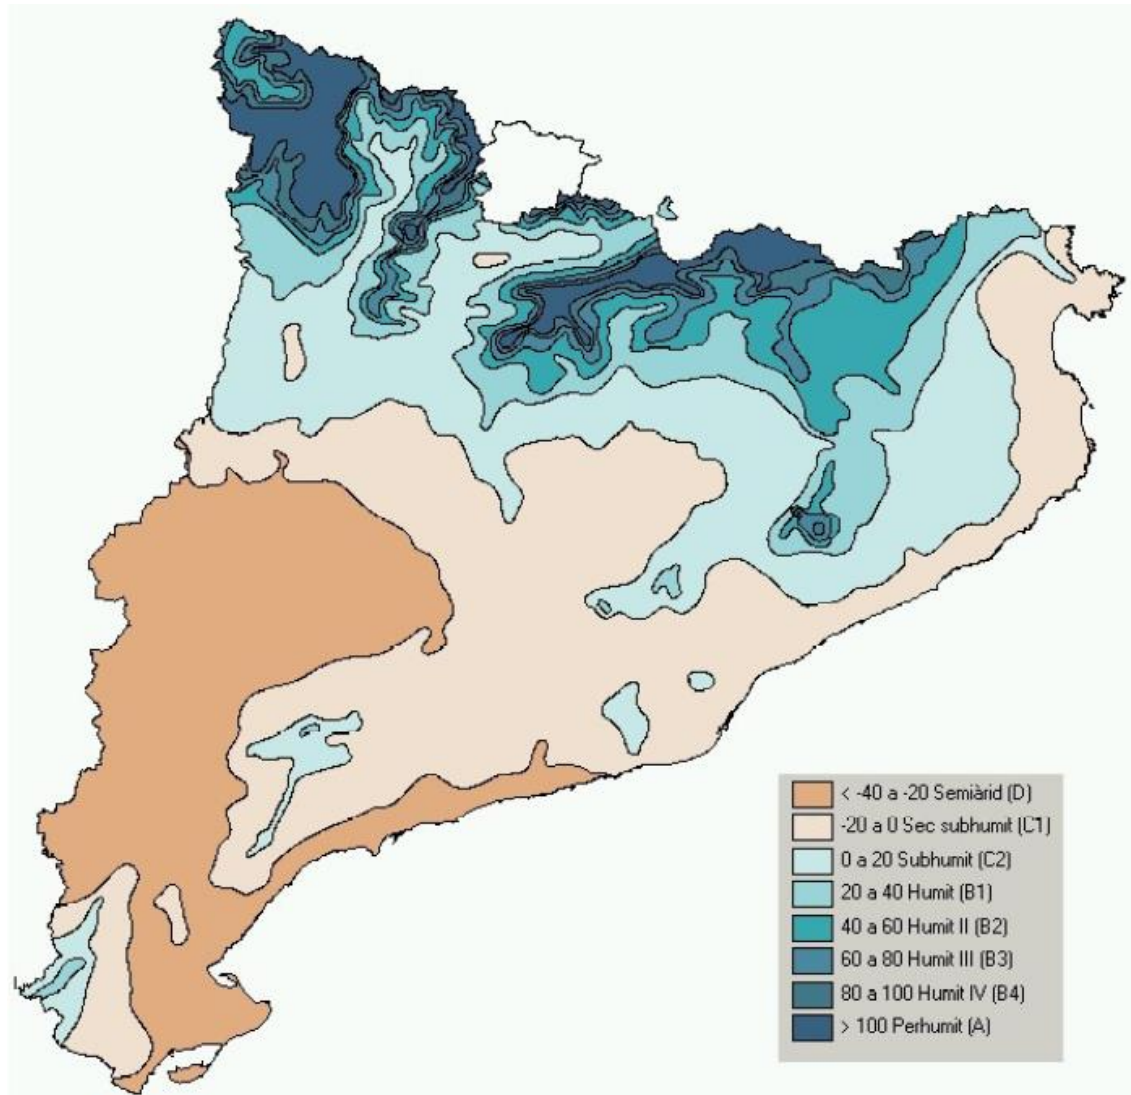 < -40 a -20 Semiàrid (D)
-20 a 0 Sec subhumit (C1)
0 a 20 Subhumit (C2)
20 a 40 Humit (B1)
40 a 60 Humit II (B2)
60 a 80 Humit III (B3)
80 a 100 Humit IV (B4)
> 100 Perhumit (A)